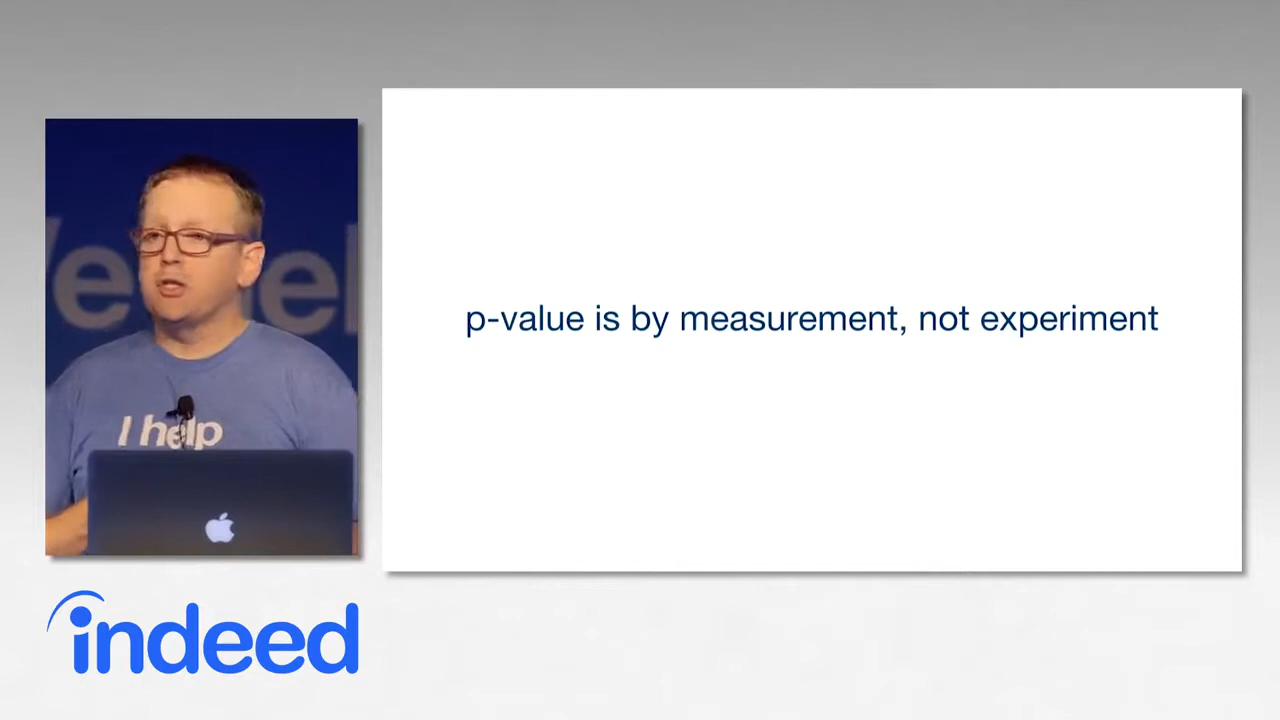 I help
p-value is by measurement, not experiment
indeed